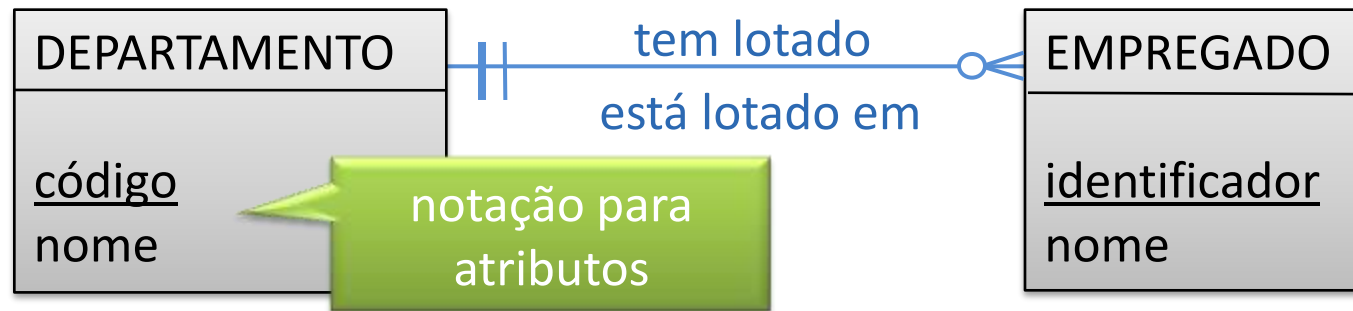 DEPARTAMENTO
código
nome
tem lotado
está lotado em
notação para
atributos
EMPREGADO
identificador
nome